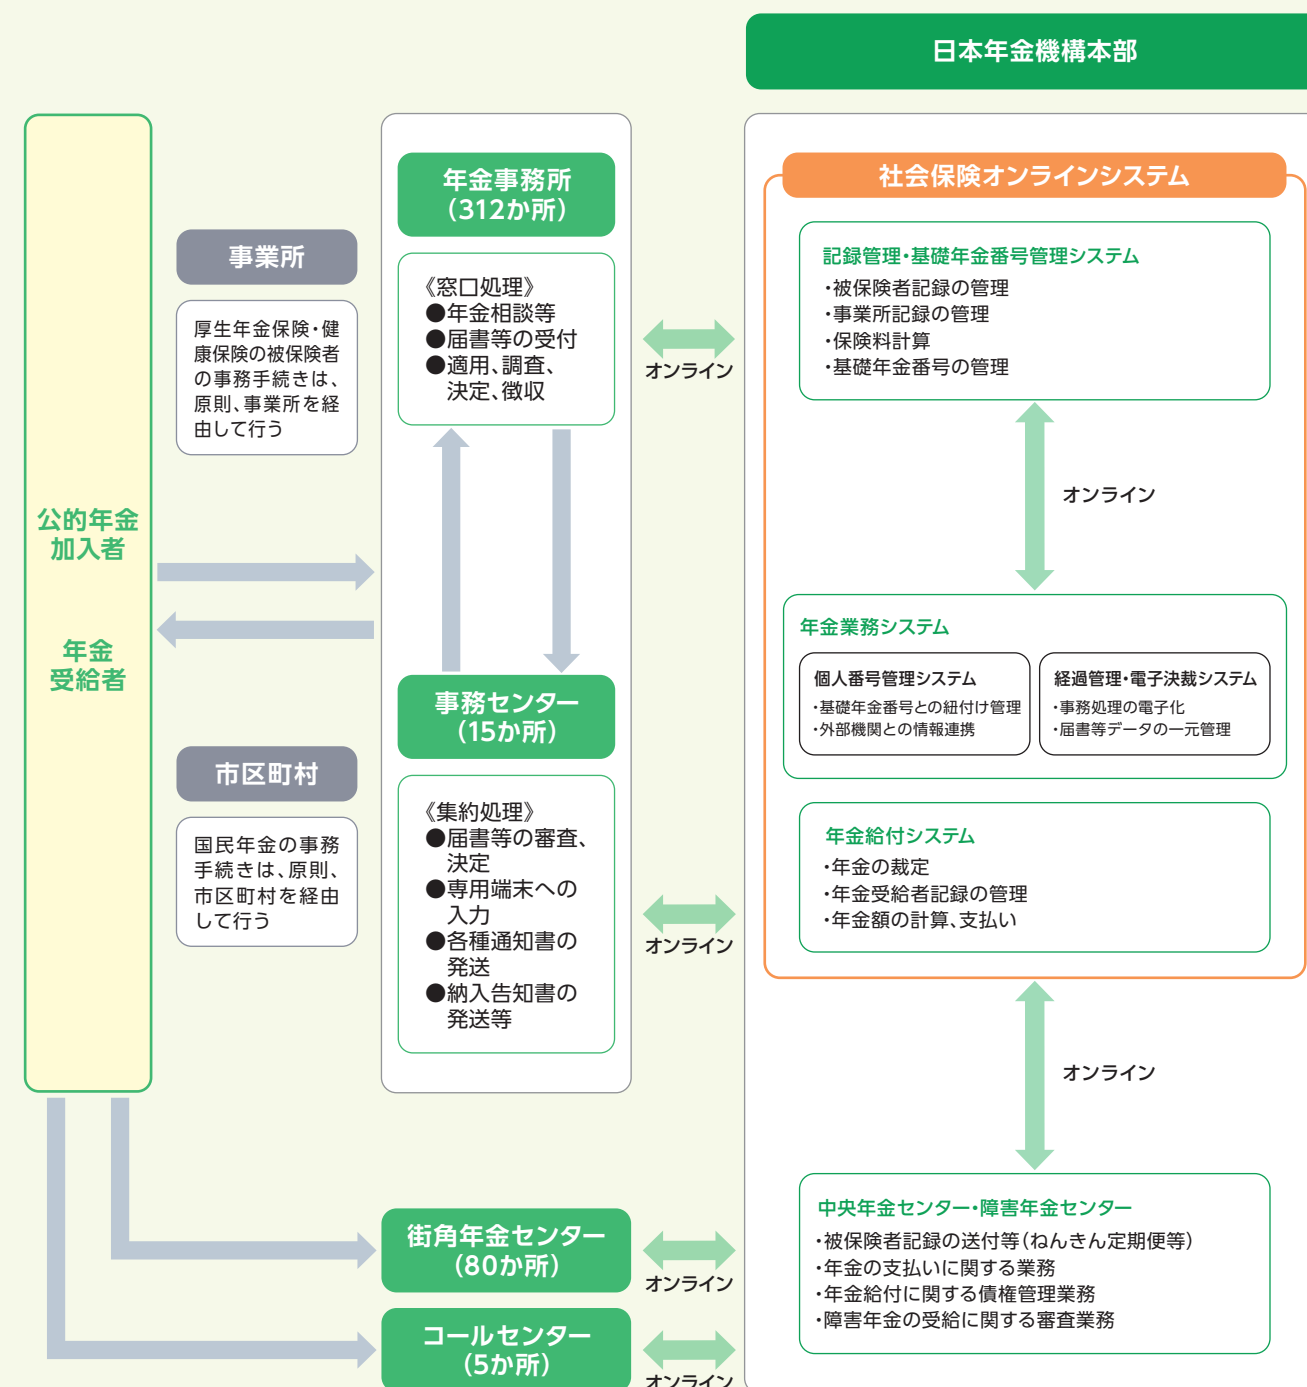 日本年金機構本部
公的年金
加入者
年金
受給者
事業所
厚生年金保険・健
康保険の被保険者
の事務手続きは、
原則、事業所を経
由して行う
市区町村
国民年金の事務
手続きは、原則、
市区町村を経由
して行う
年金事務所
（312か所）
《窓口処理》
●年金相談等
●届書等の受付
●適用、調査、
決定、徴収
事務センター
（15か所）
《集約処理》
●届書等の審査、
決定
●専用端末への
入力
●各種通知書の
発送
●納入告知書の
発送等
街角年金センター
（80か所）
コールセンター
（5か所）
オンライン
オンライン
オンライン
オンライン
社会保険オンラインシステム
記録管理・基礎年金番号管理システム
・被保険者記録の管理
・事業所記録の管理
・保険料計算
・基礎年金番号の管理
オンライン
年金業務システム
個人番号管理システム
・基礎年金番号との紐付け管理
・外部機関との情報連携
経過管理・電子決裁システム
・事務処理の電子化
・届書等データの一元管理
年金給付システム
・年金の裁定
・年金受給者記録の管理
・年金額の計算、支払い
オンライン
中央年金センター・障害年金センター
・被保険者記録の送付等（ねんきん定期便等）
・年金の支払いに関する業務
・年金給付に関する債権管理業務
・障害年金の受給に関する審査業務